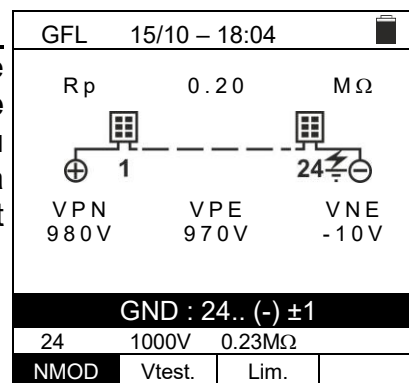 GFL 15/10 – 18:04
Rp 0.20 MΩ
1 24
VPN VPE VNE
980V 970V -10V
GND : 24.. (-) ±1
24 1000V 0.23MΩ
NMOD Vtest. Lim.